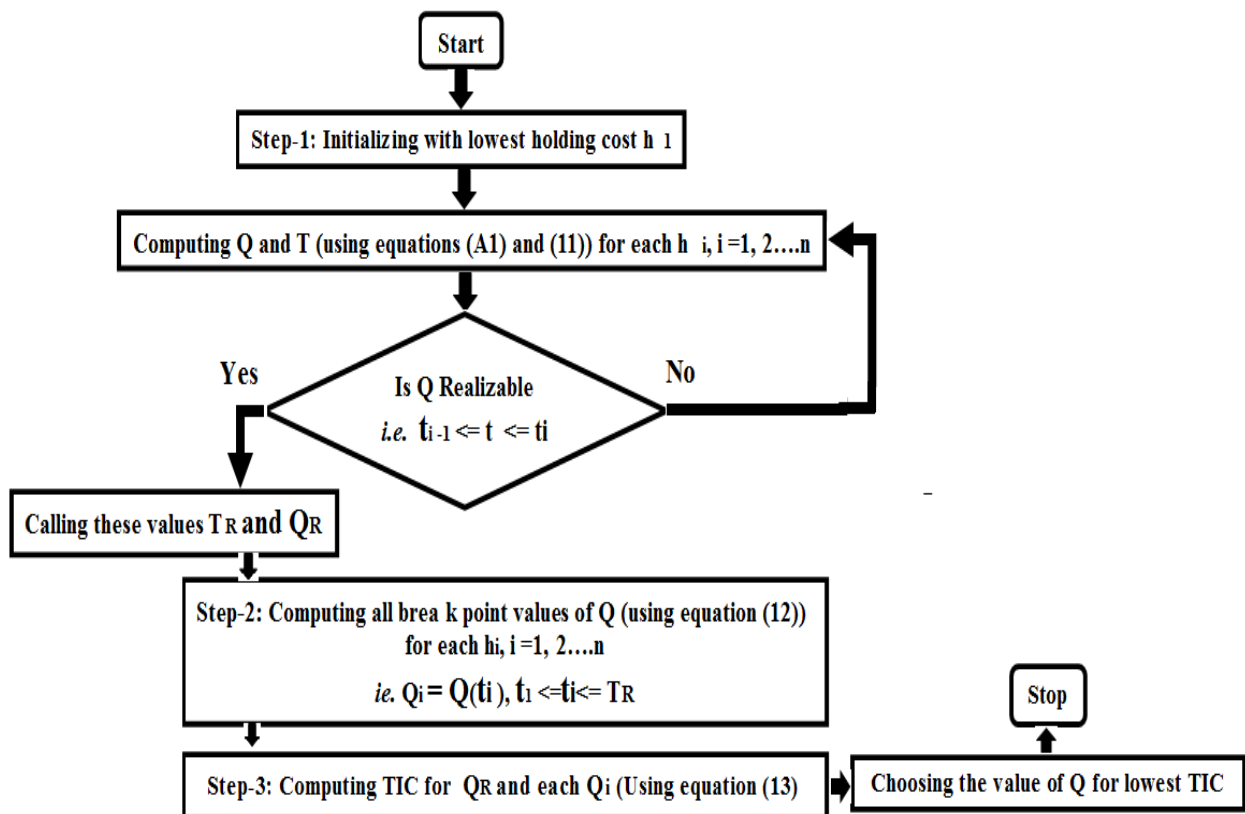 Start
Step-1: Initializing with lowest holding cost h 1
Computing Q and T (using equations (A1) and (11)) for each h i, i =1, 2....n
Yes
No
Is Q Realizable
i.e. ti -1 <= t <= ti
Calling these values TR and QR
Step-2: Computing all brea k point values of Q (using equation (12))
for each hi, i =1, 2....n
ie. Qi = Q(ti ), t1 <=ti<= TR
Stop
Step-3: Computing TIC for QR and each Qi (Using equation (13)
Choosing the value of Q for lowest TIC